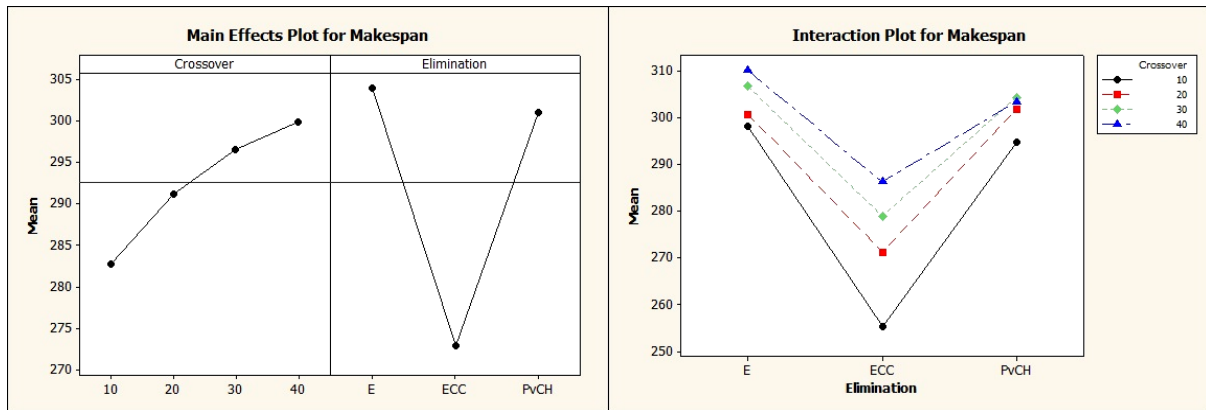 Main Effects Plot for Makespan
Crossover Elimination
Mean
305
300
295
290
285
280
275
270
10 20 30 40 E ECC PvCH
Interaction Plot for Makespan
Mean
310
300
290
280
270
260
250
E ECC PvCH
Elimination
Crossover
10
20
30
40